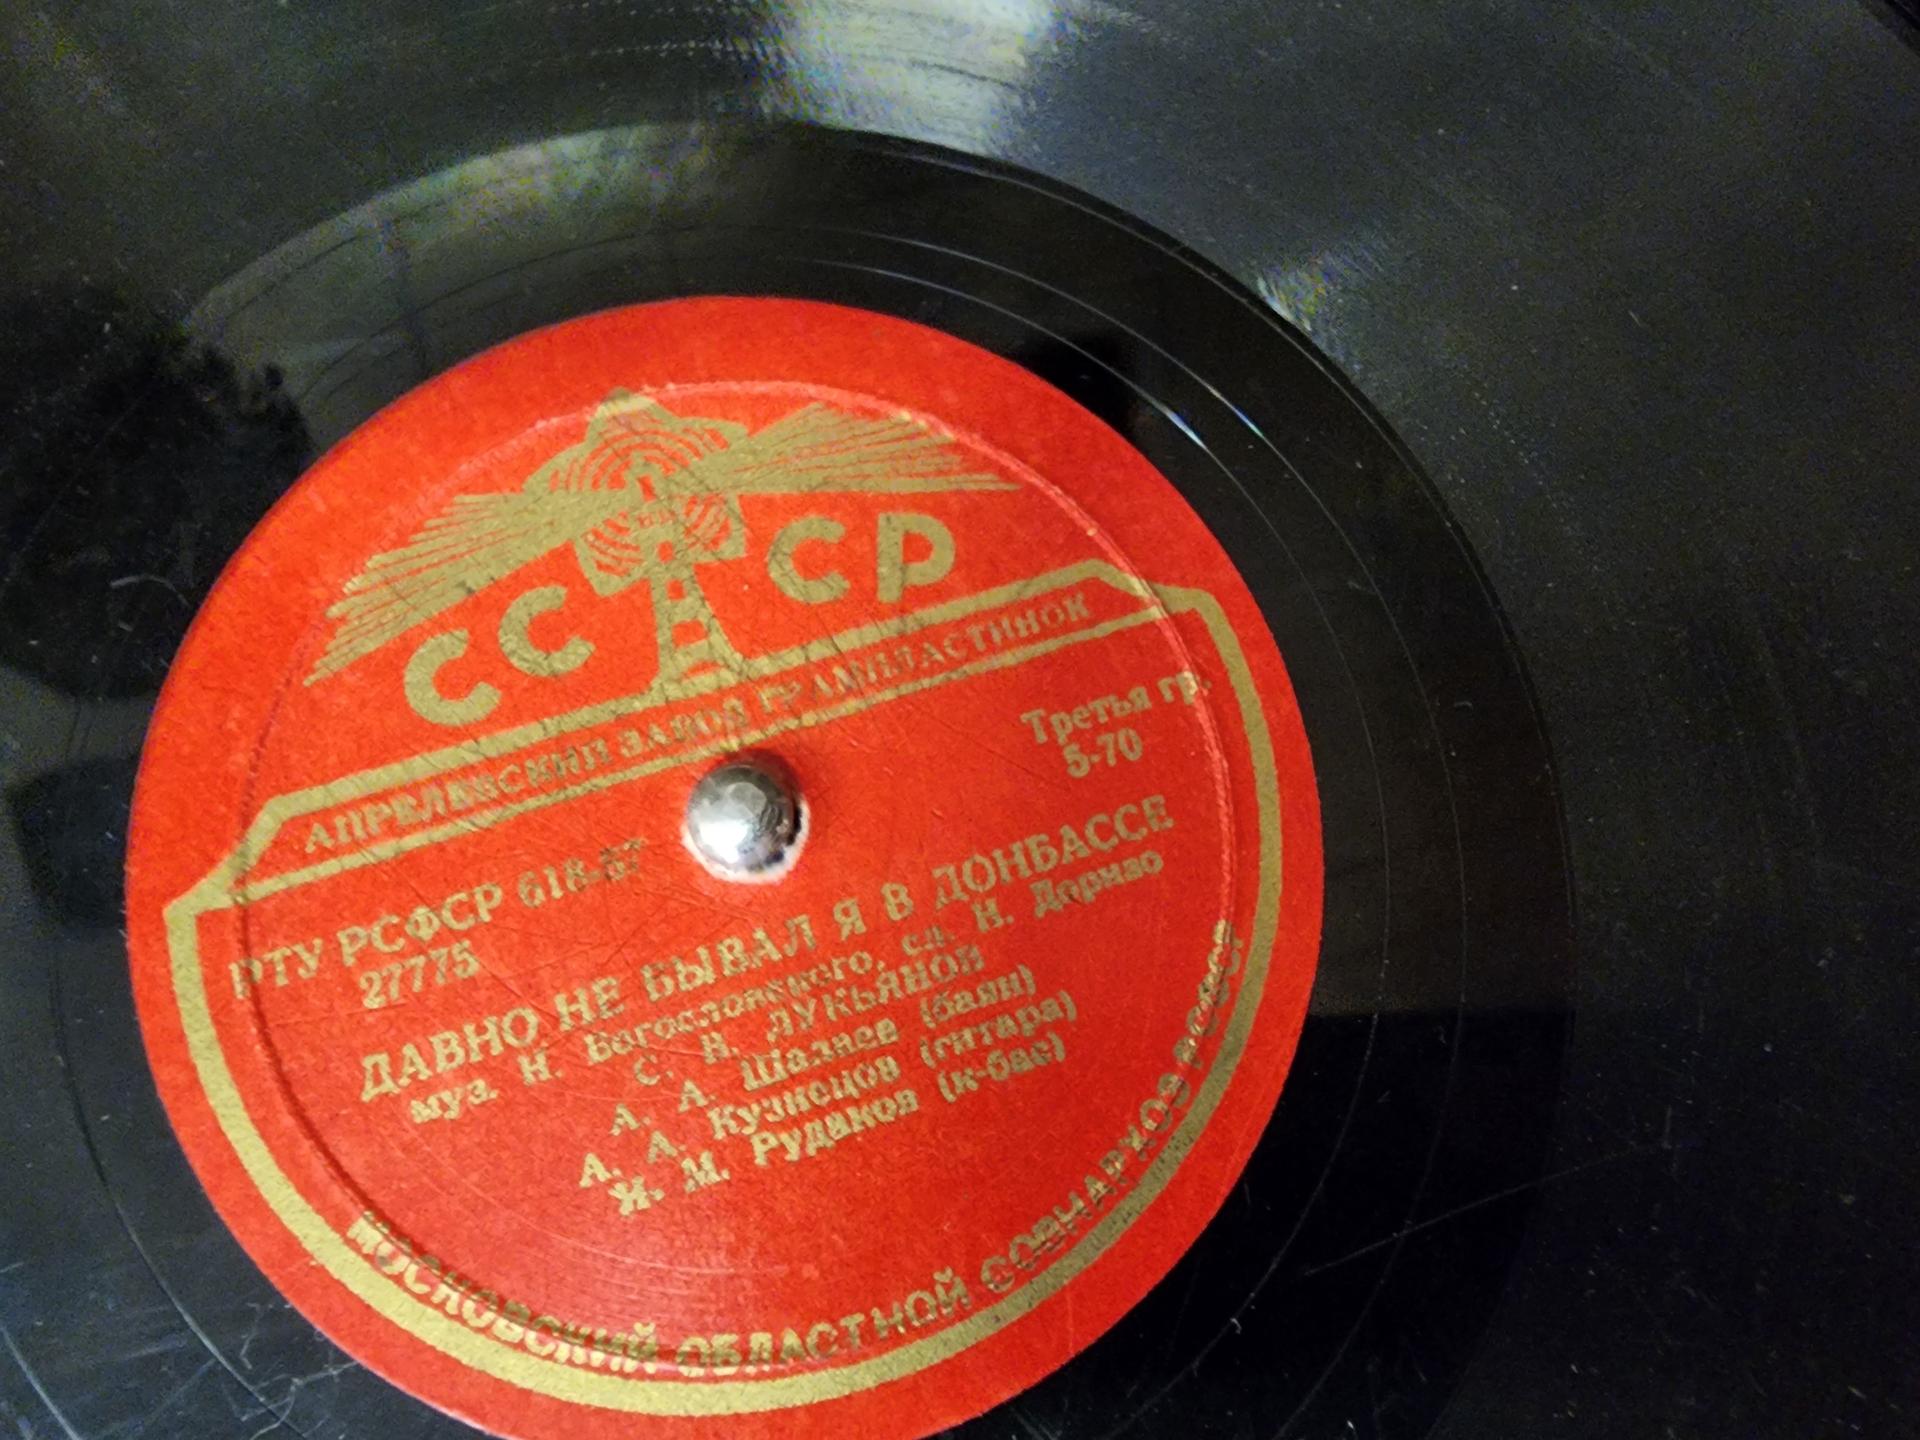 СССР
АПРЕЛЕВСКИЙ ЗАВОД ГРАМПЛАСТИНОК
Третья гр.
5-70
РТУ РСФСР 618-57
27775
ДАВНО НЕ БЫВАЛ Я В ДОНБАССЕ
муз. Н. Богословского, сл. Н. Доризо
С. Н. ЛУКЬЯНОВ
А. А. Шалаев (баян)
А. А. Кузнецов (гитара)
И. М. Рудаков (к-бас)
МОСКОВСКИЙ ОБЛАСТНОЙ СОВНАРХОЗ РСФСР